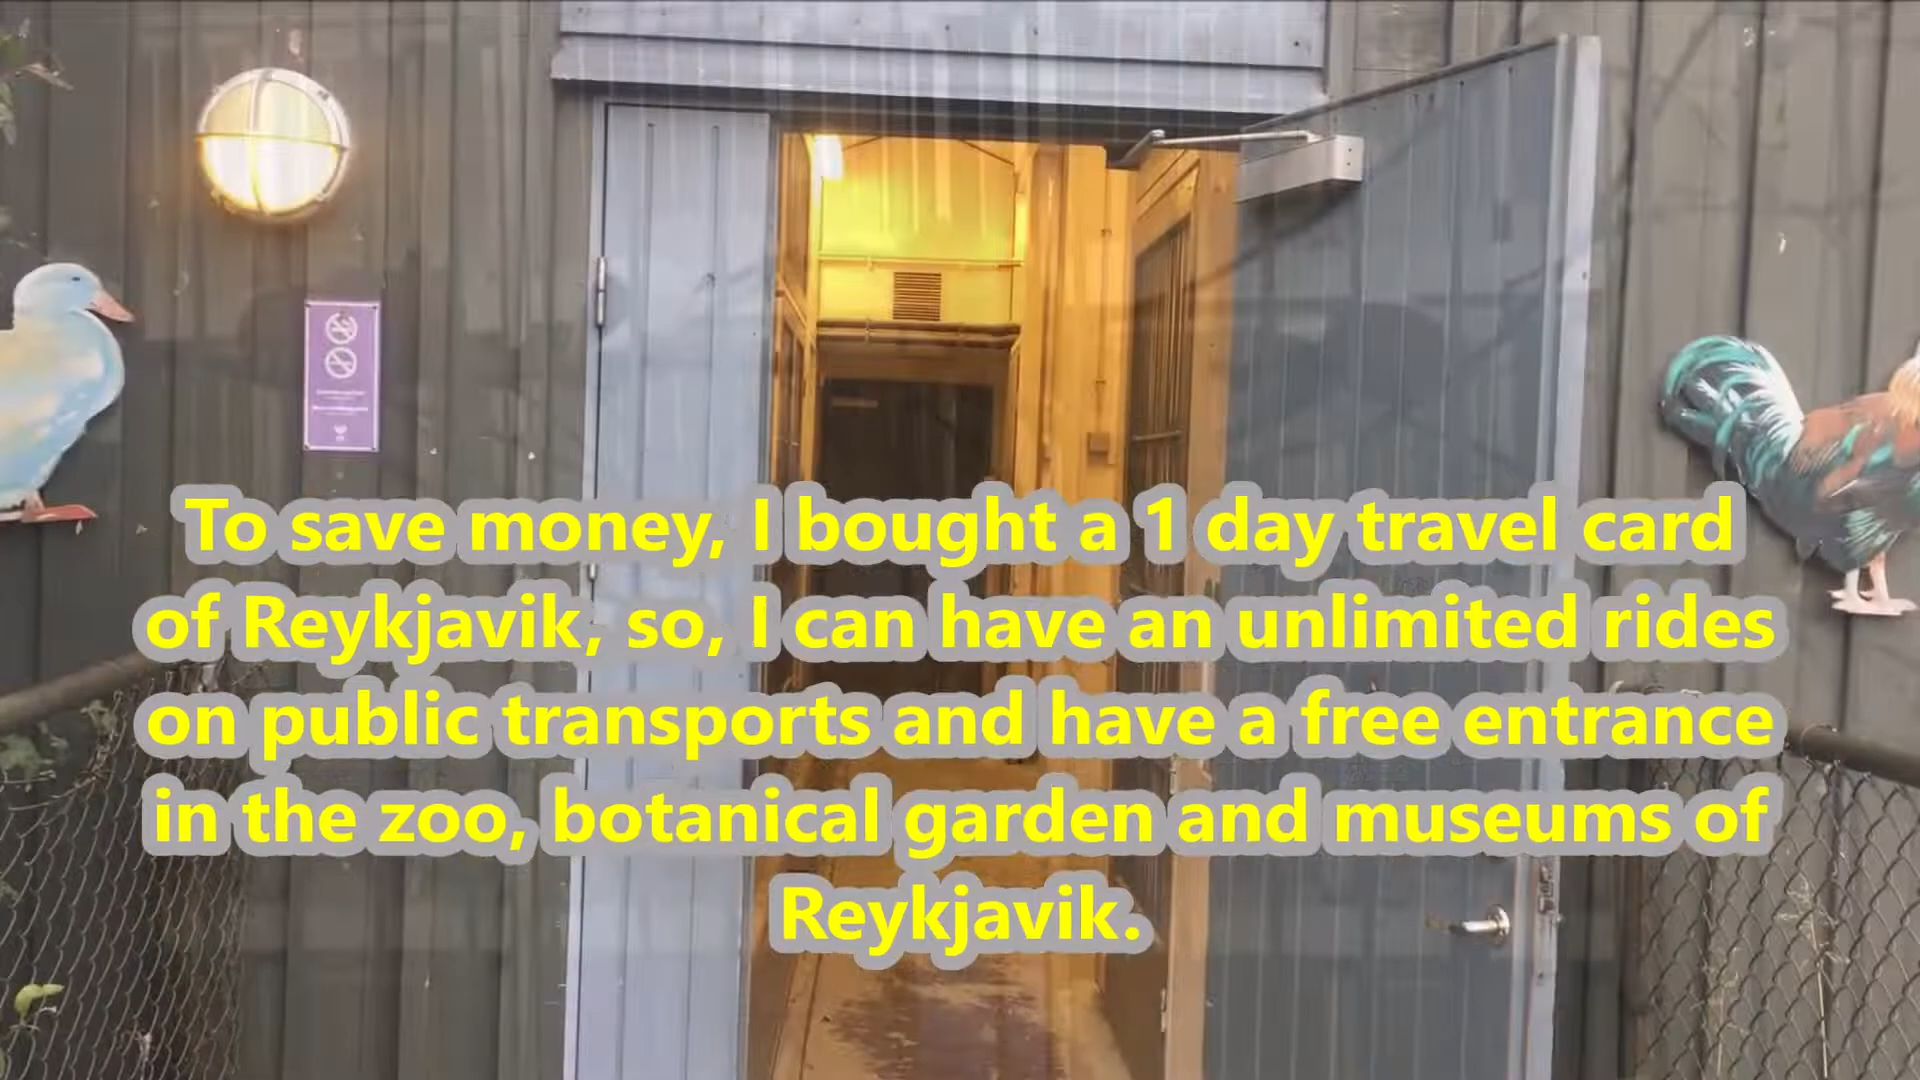 To save money, I bought a 1 day travel card
of Reykjavik, so, I can have an unlimited rides
on public transports and have a free entrance
in the zoo, botanical garden and museums of
Reykjavik.